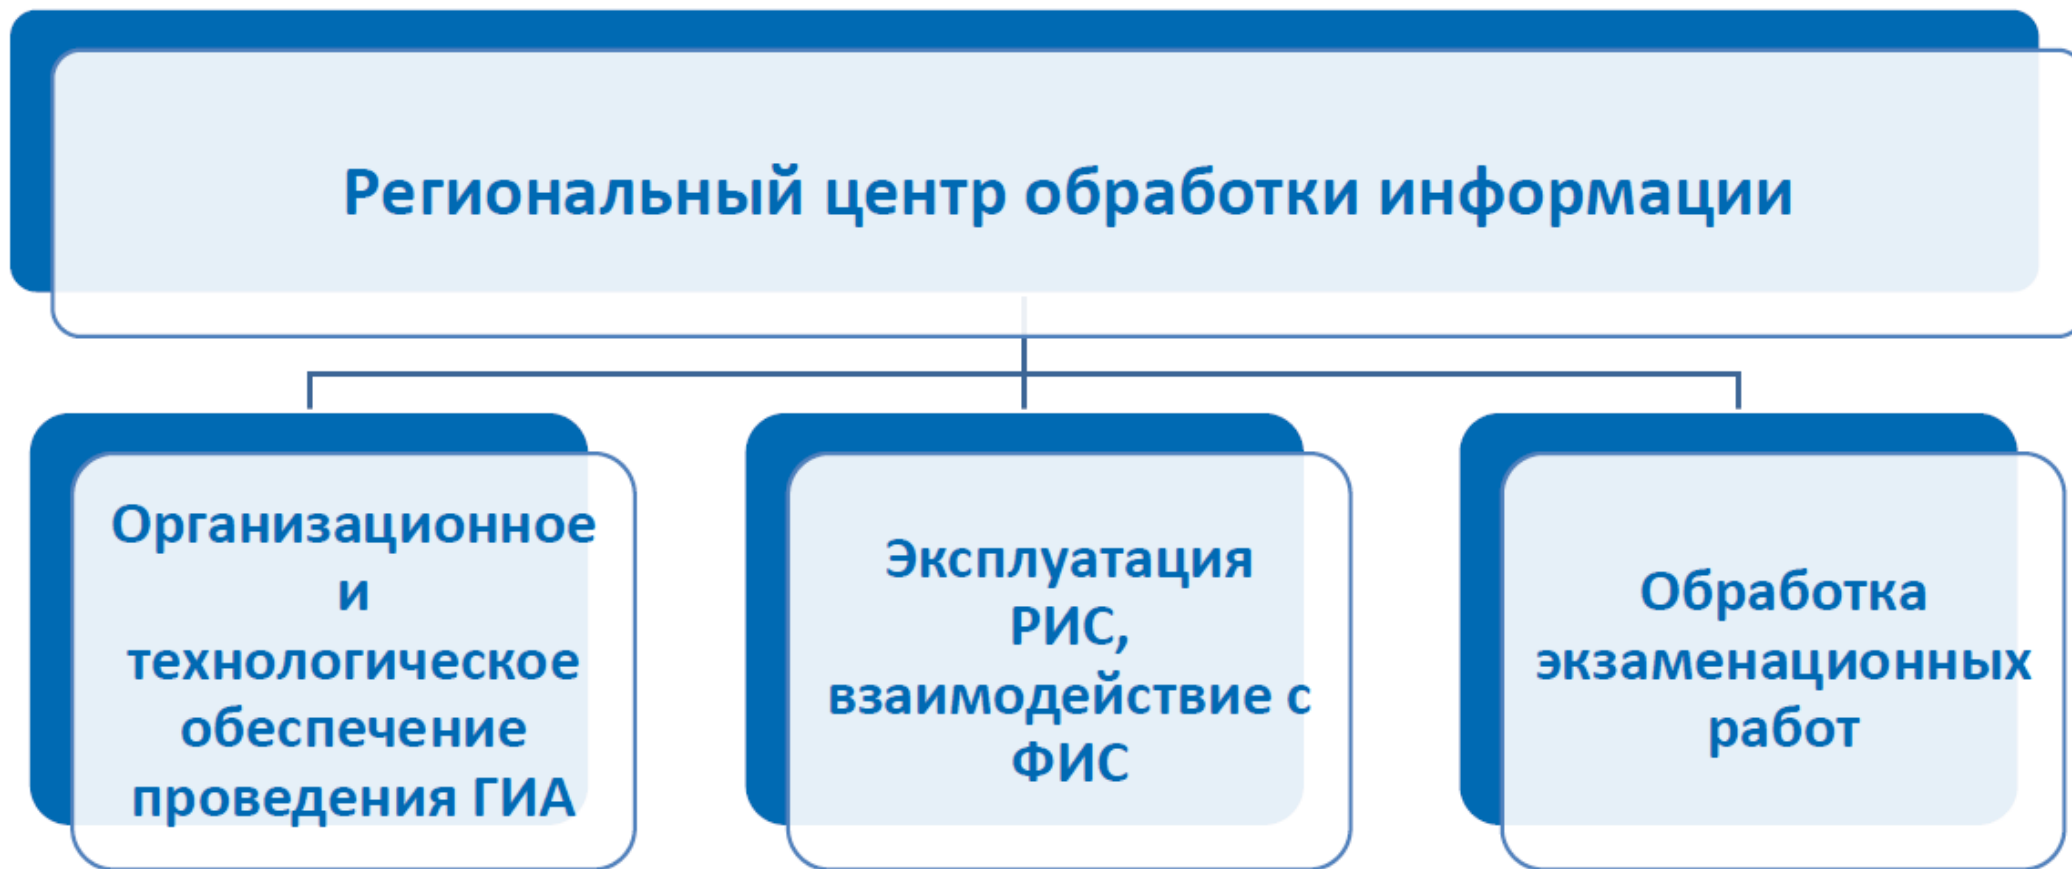 Региональный центр обработки информации
Организационное
и
технологическое
обеспечение
проведения ГИА
Эксплуатация
РИС,
взаимодействие с
ФИС
Обработка
экзаменационных
работ